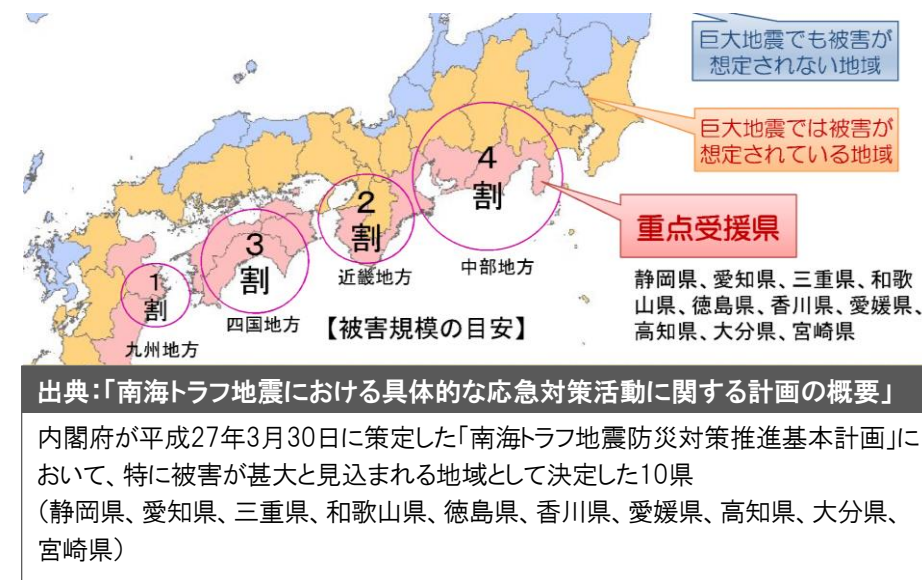 巨大地震でも被害が
想定されない地域
巨大地震では被害が
想定されている地域
4
割
2
割
3
割
1
割
重点受援県
中部地方
近畿地方
四国地方
九州地方
【被害規模の目安】
静岡県、愛知県、三重県、和歌
山県、徳島県、香川県、愛媛県、
高知県、大分県、宮崎県
出典：「南海トラフ地震における具体的な応急対策活動に関する計画の概要」
内閣府が平成27年3月30日に策定した「南海トラフ地震防災対策推進基本計画」に
おいて、特に被害が甚大と見込まれる地域として決定した10県
（静岡県、愛知県、三重県、和歌山県、徳島県、香川県、愛媛県、高知県、大分県、
宮崎県）